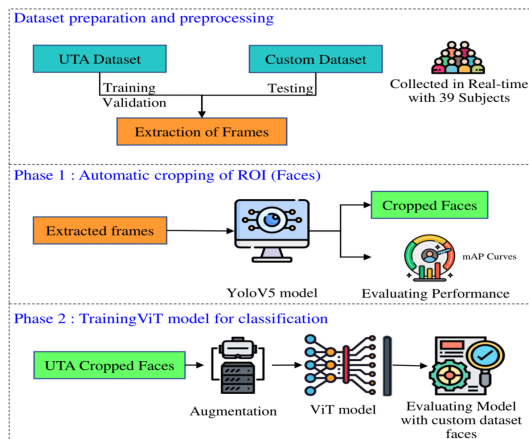 Dataset preparation and preprocessing
UTA Dataset
Custom Dataset
Training
Validation
Testing
Collected in Real-time
with 39 Subjects
Extraction of Frames
Phase 1 : Automatic cropping of ROI (Faces)
Extracted frames
Cropped Faces
mAP Curves
YoloV5 model
Evaluating Performance
Phase 2 : TrainingViT model for classification
UTA Cropped Faces
Augmentation
ViT model
Evaluating Model
with custom dataset
faces